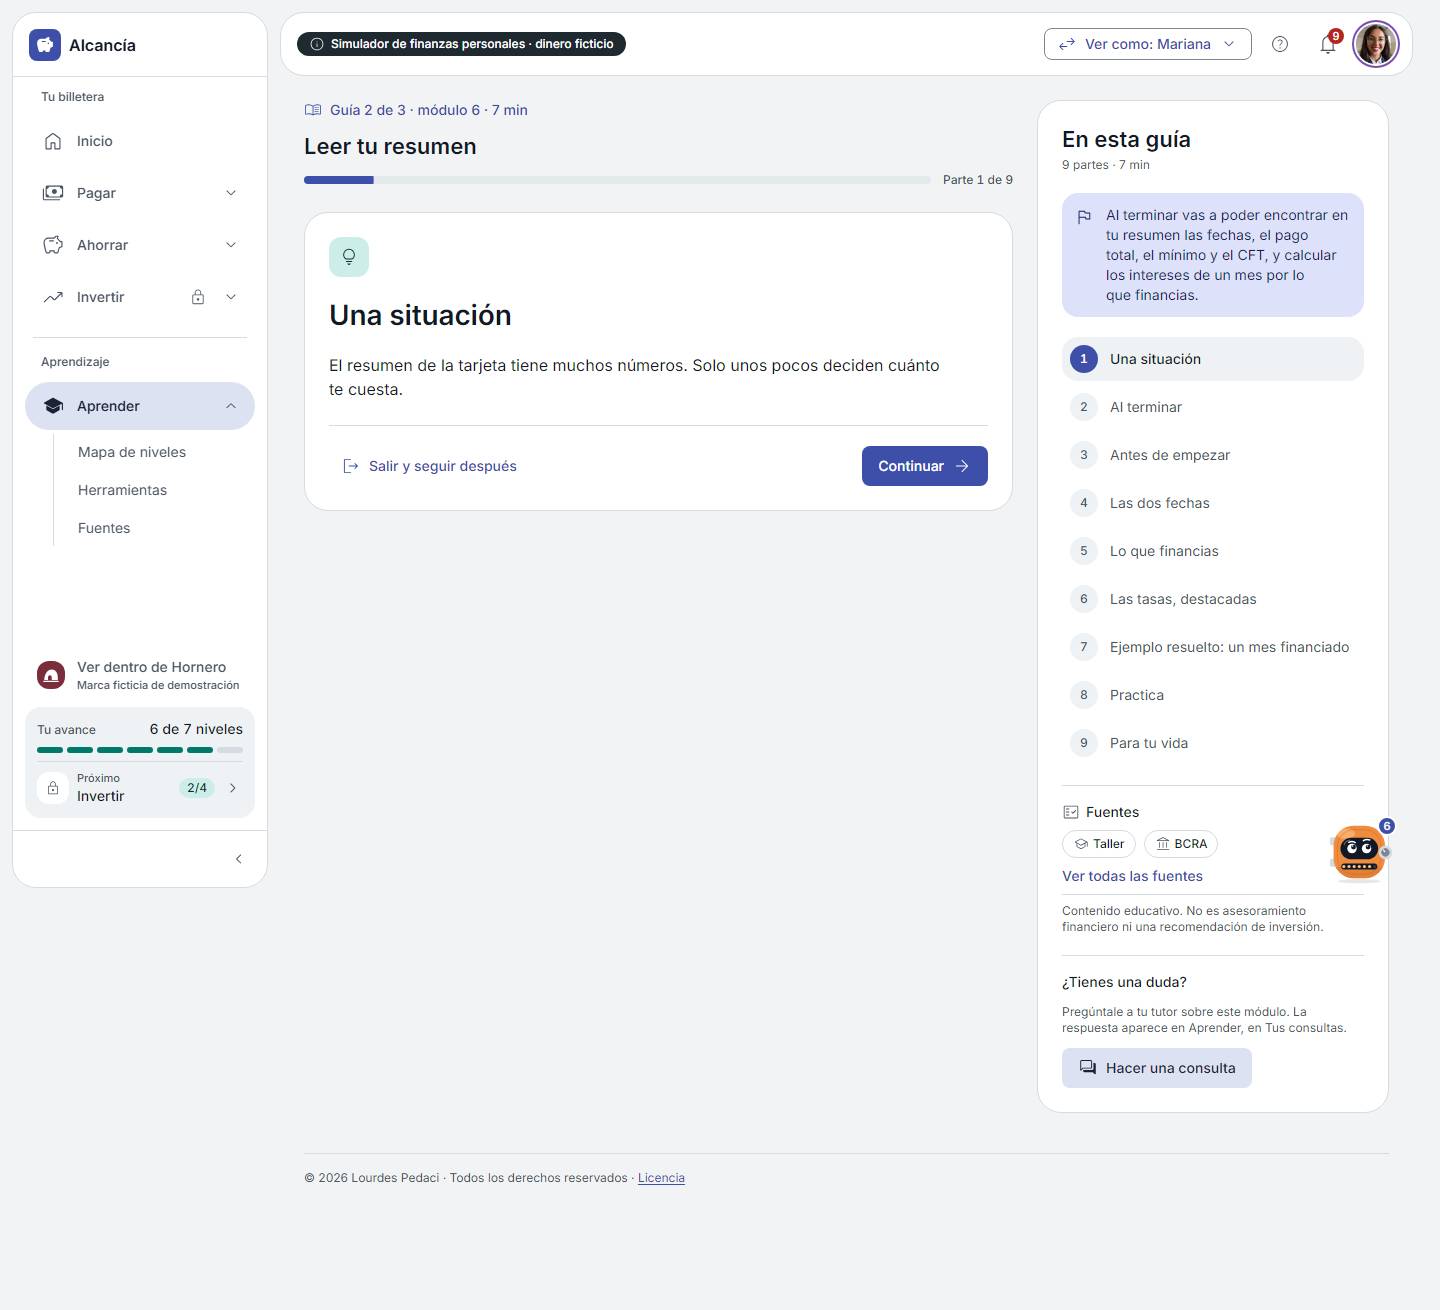 Alcancía
Tu billetera
Inicio
Pagar
Ahorrar
Invertir
Aprendizaje
Aprender
Mapa de niveles
Herramientas
Fuentes
Ver dentro de Hornero
Marca ficticia de demostración
Tu avance
6 de 7 niveles
Próximo
Invertir
2/4
Simulador de finanzas personales · dinero ficticio
Ver como: Mariana
9
Guía 2 de 3 · módulo 6 · 7 min
Leer tu resumen
Parte 1 de 9
Una situación
El resumen de la tarjeta tiene muchos números. Solo unos pocos deciden cuánto
te cuesta.
Salir y seguir después
Continuar
En esta guía
9 partes · 7 min
Al terminar vas a poder encontrar en
tu resumen las fechas, el pago
total, el mínimo y el CFT, y calcular
los intereses de un mes por lo
que financias.
1 Una situación
2 Al terminar
3 Antes de empezar
4 Las dos fechas
5 Lo que financias
6 Las tasas, destacadas
7 Ejemplo resuelto: un mes financiado
8 Practica
9 Para tu vida
Fuentes
Taller
BCRA
6
Ver todas las fuentes
Contenido educativo. No es asesoramiento
financiero ni una recomendación de inversión.
¿Tienes una duda?
Pregúntale a tu tutor sobre este módulo. La
respuesta aparece en Aprender, en Tus consultas.
Hacer una consulta
© 2026 Lourdes Pedaci · Todos los derechos reservados · Licencia